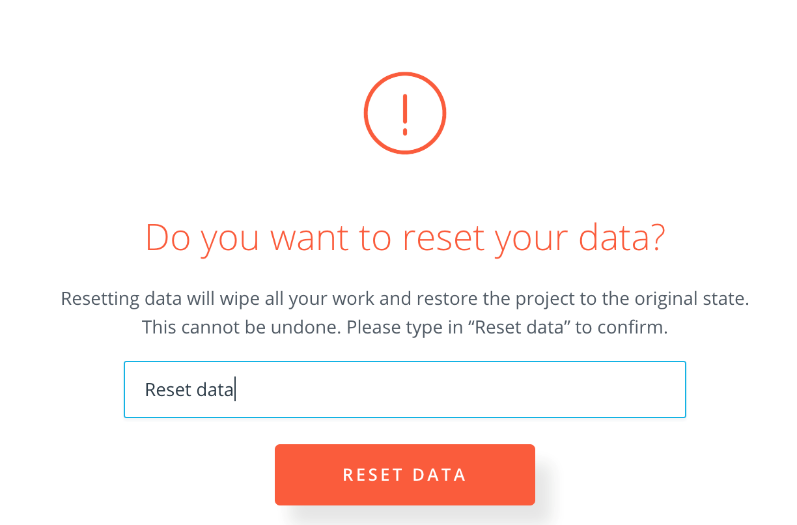 Do you want to reset your data?
Resetting data will wipe all your work and restore the project to the original state.
This cannot be undone. Please type in “Reset data” to confirm.
Reset data
RESET DATA